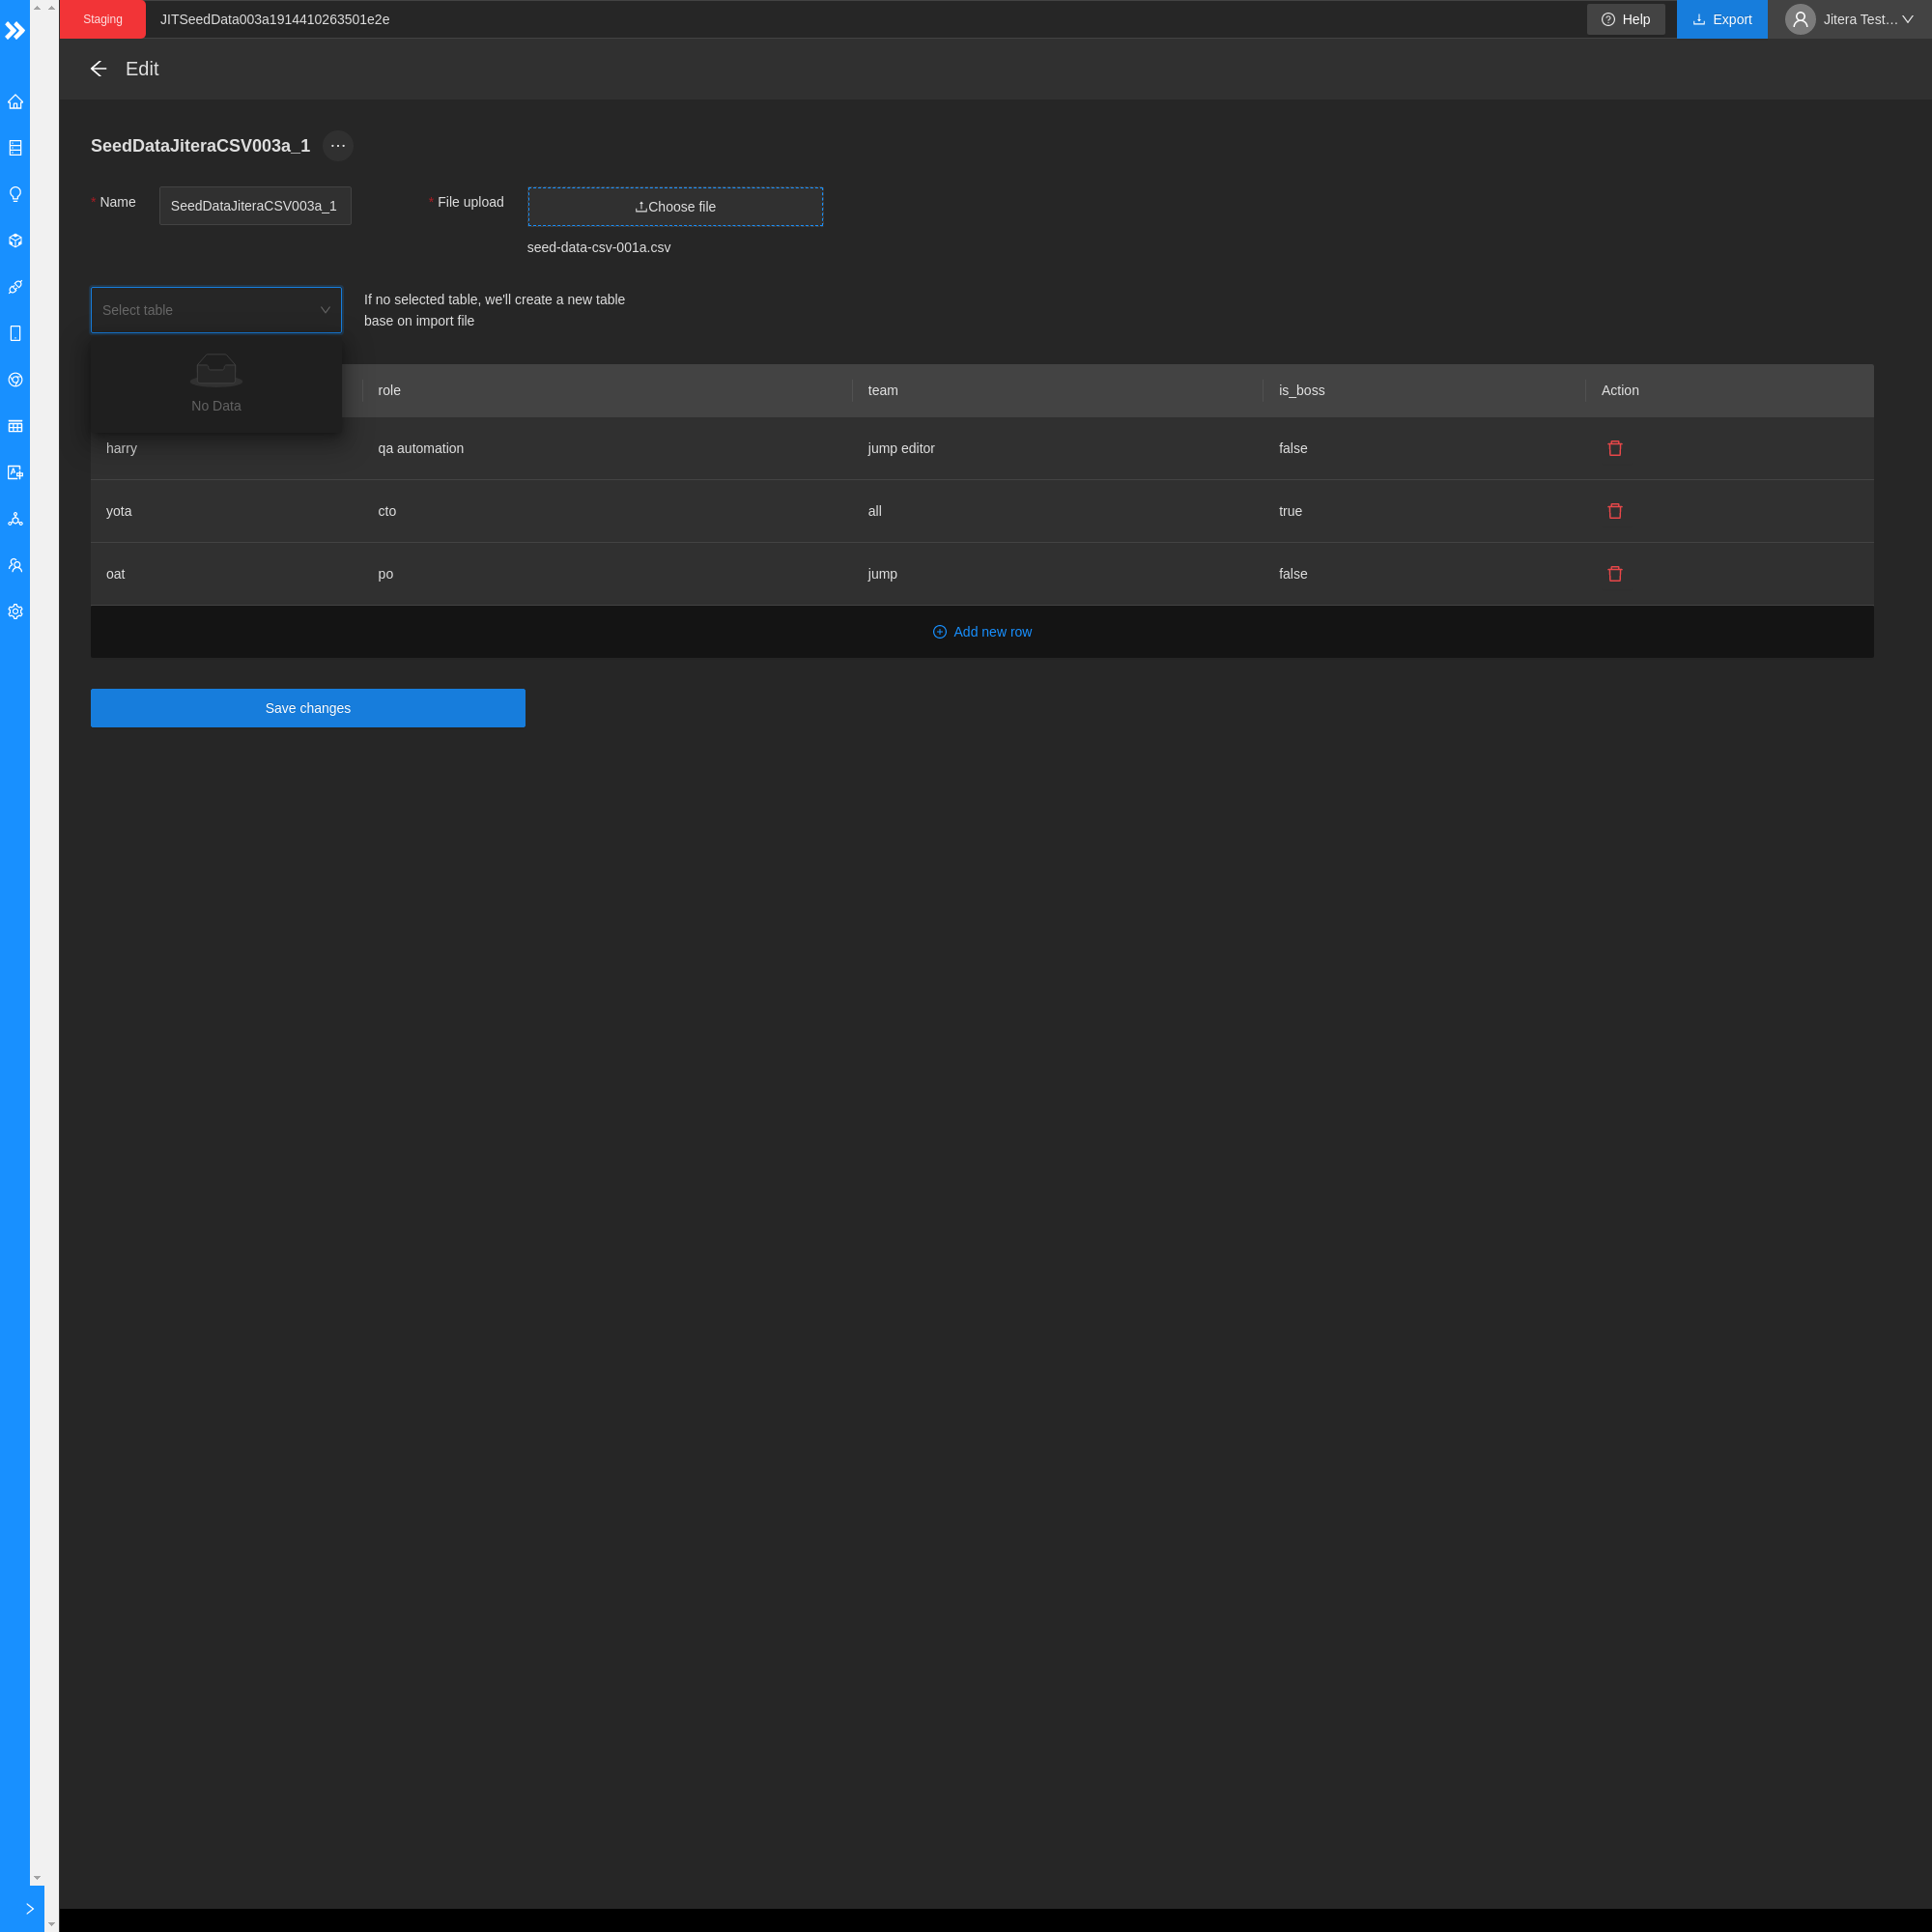 Staging
JITSeedData003a1914410263501e2e
Help
Export
Jitera Test...
Edit
SeedDataJiteraCSV003a_1
* Name
SeedDataJiteraCSV003a_1
* File upload
Choose file
seed-data-csv-001a.csv
Select table
If no selected table, we'll create a new table
base on import file
No Data
role
team
is_boss
Action
harry
qa automation
jump editor
false
yota
cto
all
true
oat
po
jump
false
Add new row
Save changes